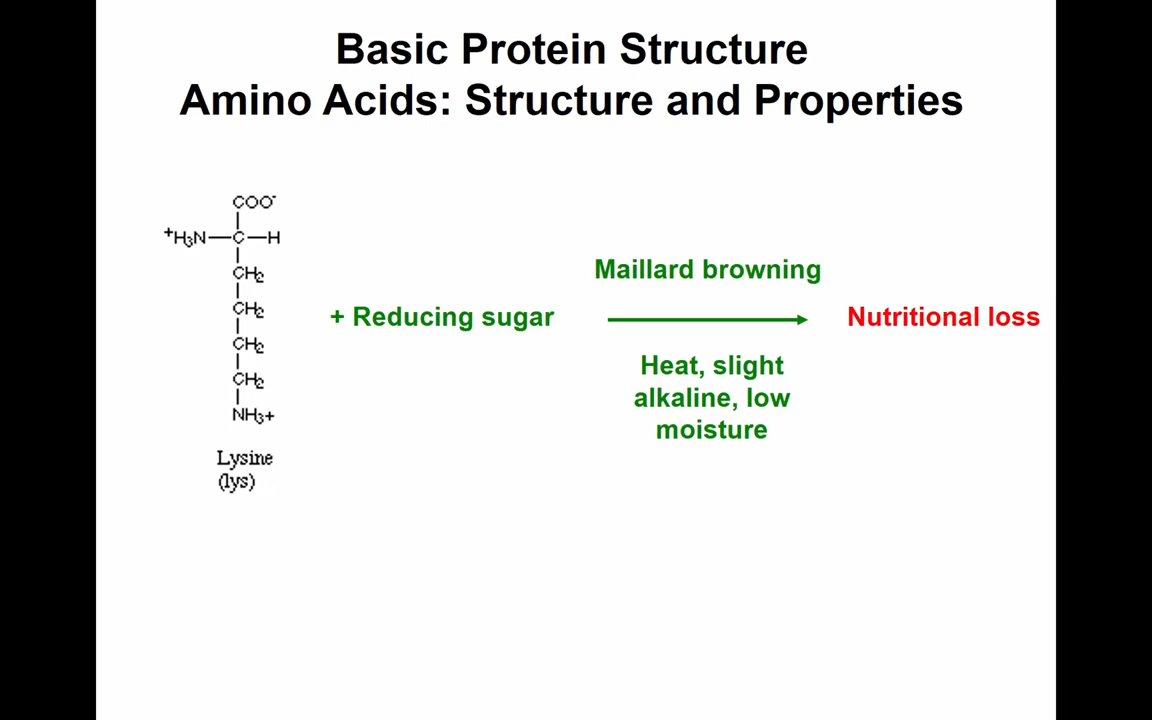 Basic Protein Structure
Amino Acids: Structure and Properties
COO-
+H3N—C—H
CH2
CH2
CH2
CH2
NH3+
Lysine
(lys)
+ Reducing sugar
Maillard browning
Heat, slight
alkaline, low
moisture
Nutritional loss